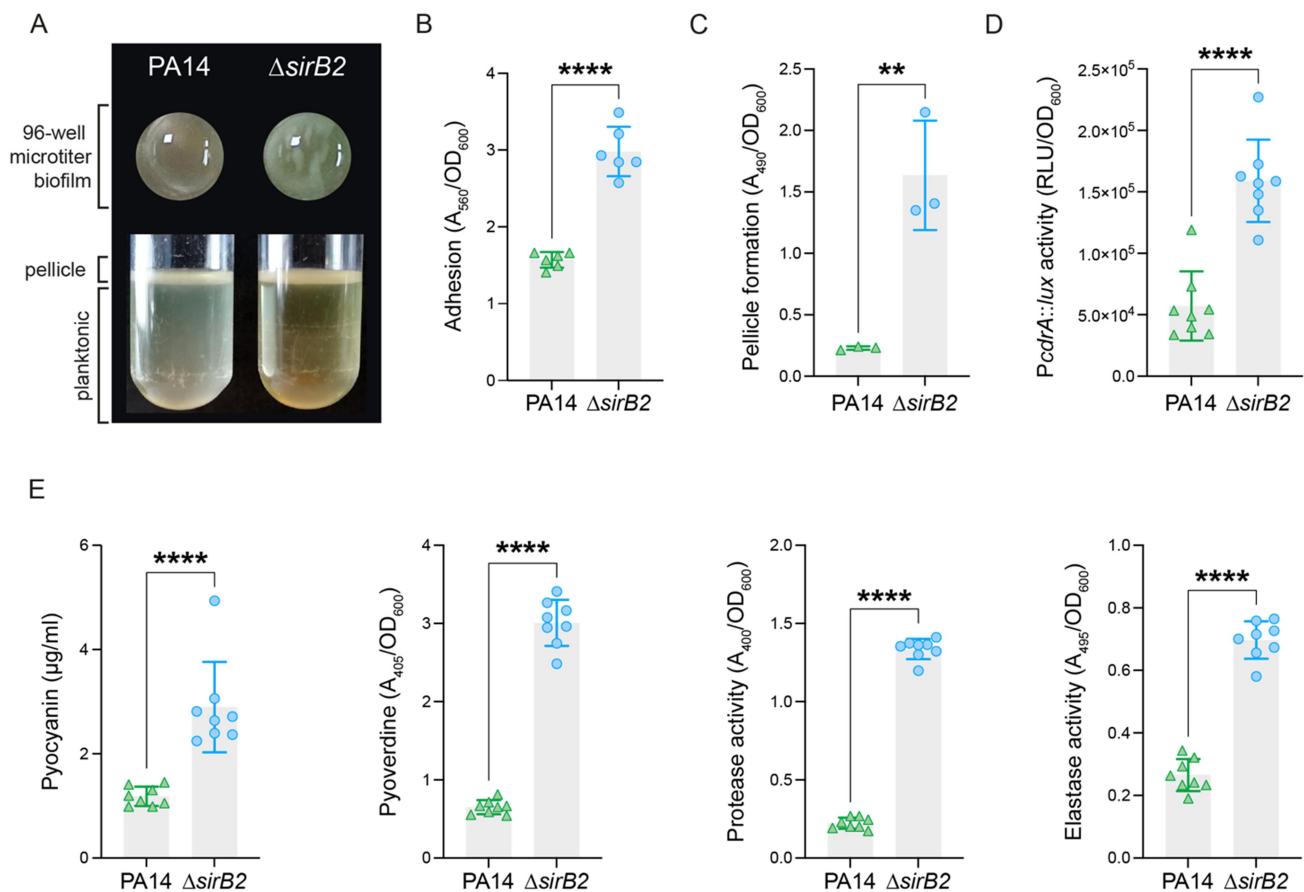 A
PA14
ΔsirB2
96-well
microtiter
biofilm
pellicle
planktonic
B
Adhesion (A560/OD600)
4
3
2
1
0
****
PA14
ΔsirB2
C
Pellicle formation (A490/OD600)
2.5
2.0
1.5
1.0
0.5
0.0
**
PA14
ΔsirB2
D
PcdrA::lux activity (RLU/OD600)
2.5×10⁵
2.0×10⁵
1.5×10⁵
1.0×10⁵
5.0×10⁴
0
****
PA14
ΔsirB2
E
Pyocyanin (µg/ml)
6
4
2
0
****
PA14
ΔsirB2
Pyoverdine (A405/OD600)
4
3
2
1
0
****
PA14
ΔsirB2
Protease activity (A400/OD600)
2.0
1.5
1.0
0.5
0.0
****
PA14
ΔsirB2
Elastase activity (A495/OD600)
1.0
0.8
0.6
0.4
0.2
0.0
****
PA14
ΔsirB2